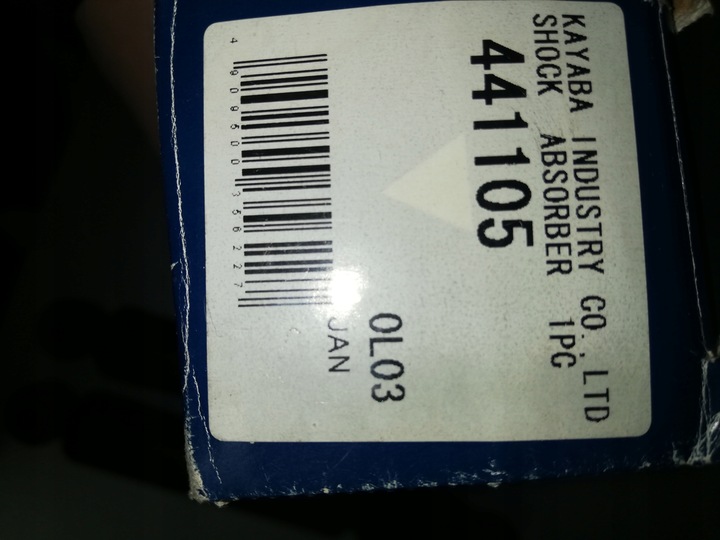 KAYABA INDUSTRY CO.,LTD
SHOCK ABSORBER 1PC
441105
0L03
JAN
4 909500 356227